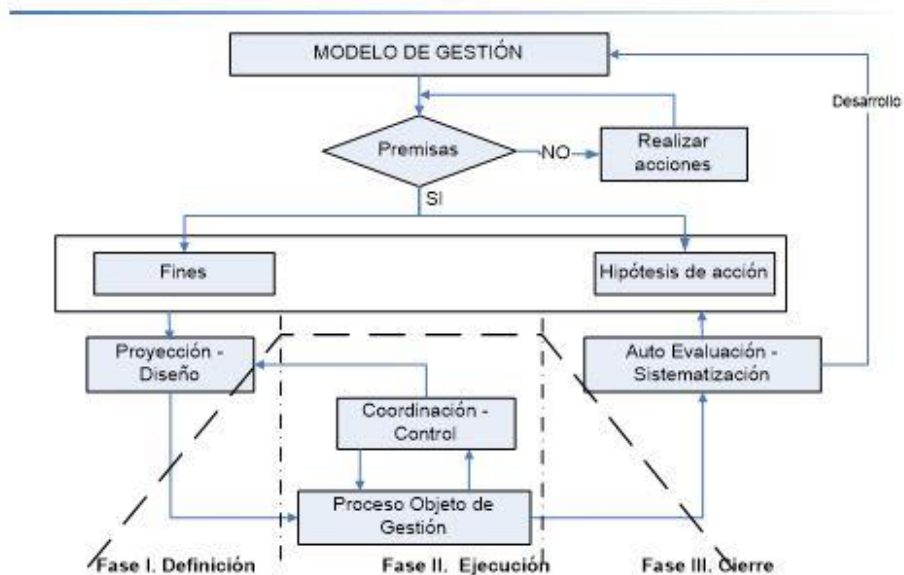 MODELO DE GESTIÓN
Desarrollo
Premisas
NO
Realizar
acciones
SI
Fines
Hipótesis de acción
Proyección -
Diseño
Auto Evaluación -
Sistematización
Coordinación -
Control
Proceso Objeto de
Gestión
Fase I. Definición
Fase II. Ejecución
Fase III. Cierre